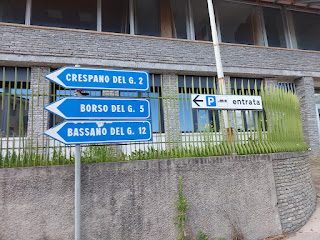 CRESPANO DEL G. 2
BORSO DEL G. 5
BASSANO DEL G. 12
P entrata